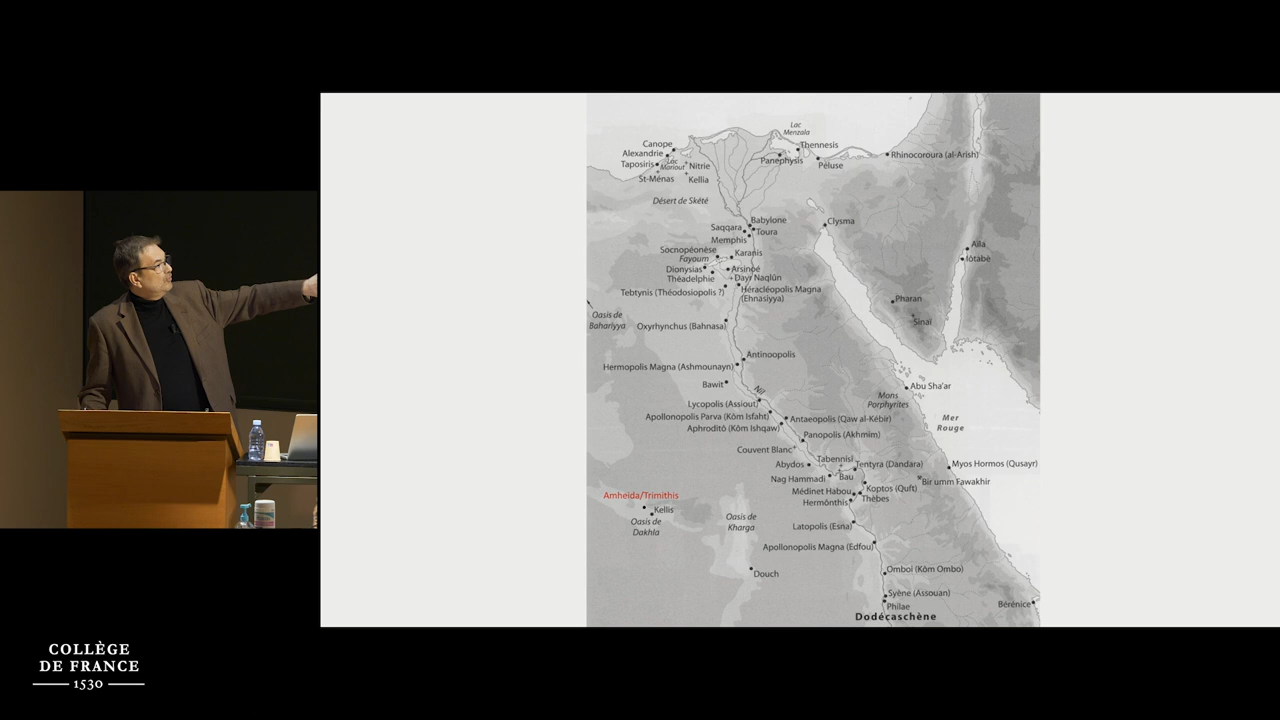 Lac
Menzala
Canope
Thennesis
Alexandrie
Rhinocoroura (al-Arish)
Taposiris
Lac
Mariout
Nitrie
Panephysis
Péluse
St-Ménas
Kellia
Désert de Skété
Babylone
Clysma
Saqqara
Toura
Memphis
Aïla
Socnopéonèse
Karanis
Fayoum
Iôtabè
Dionysias
Arsinoé
Théadelphie
Dayr Naqlūn
Tebtynis (Théodosiopolis ?)
Héracléopolis Magna
(Ehnasiyya)
Pharan
Oasis de
Bahariyya
Sinaï
Oxyrhynchus (Bahnasa)
Antinoopolis
Hermopolis Magna (Ashmounayn)
Bawit
Abu Sha'ar
Nil
Mons
Porphyrites
Lycopolis (Assiout)
Apollonopolis Parva (Kôm Isfaht)
Antaeopolis (Qaw al-Kébir)
Mer
Rouge
Aphroditô (Kôm Ishqaw)
Panopolis (Akhmîm)
Couvent Blanc
Tabennisi
Abydos
Tentyra (Dandara)
Myos Hormos (Qusayr)
Nag Hammadi
Bau
Bir umm Fawakhir
Koptos (Quft)
Médinet Habou
Thèbes
Amheida/Trimithis
Hermônthis
Kellis
Oasis de
Dakhla
Oasis de
Kharga
Latopolis (Esna)
Apollonopolis Magna (Edfou)
Douch
Omboi (Kôm Ombo)
Syène (Assouan)
Philae
Bérénice
Dodécaschène
COLLÈGE
DE FRANCE
1530